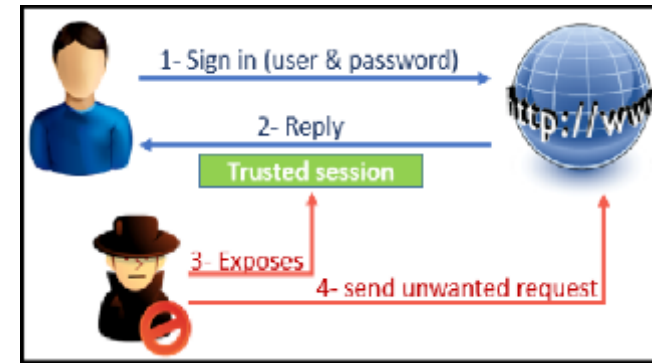 1- Sign in (user & password)
http://www
2- Reply
Trusted session
3- Exposes
4- send unwanted request